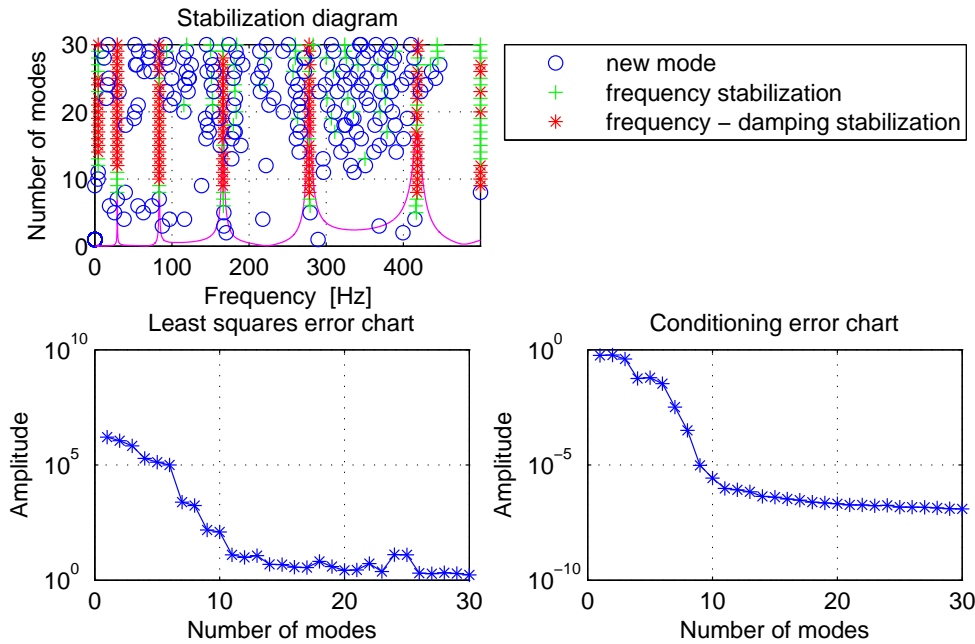 Stabilization diagram
30
20
10
0
Number of modes
0 100 200 300 400
Frequency [Hz]
new mode
frequency stabilization
frequency − damping stabilization
Least squares error chart
10^10
10^5
10^0
Amplitude
0 10 20 30
Number of modes
Conditioning error chart
10^0
10^−5
10^−10
Amplitude
0 10 20 30
Number of modes